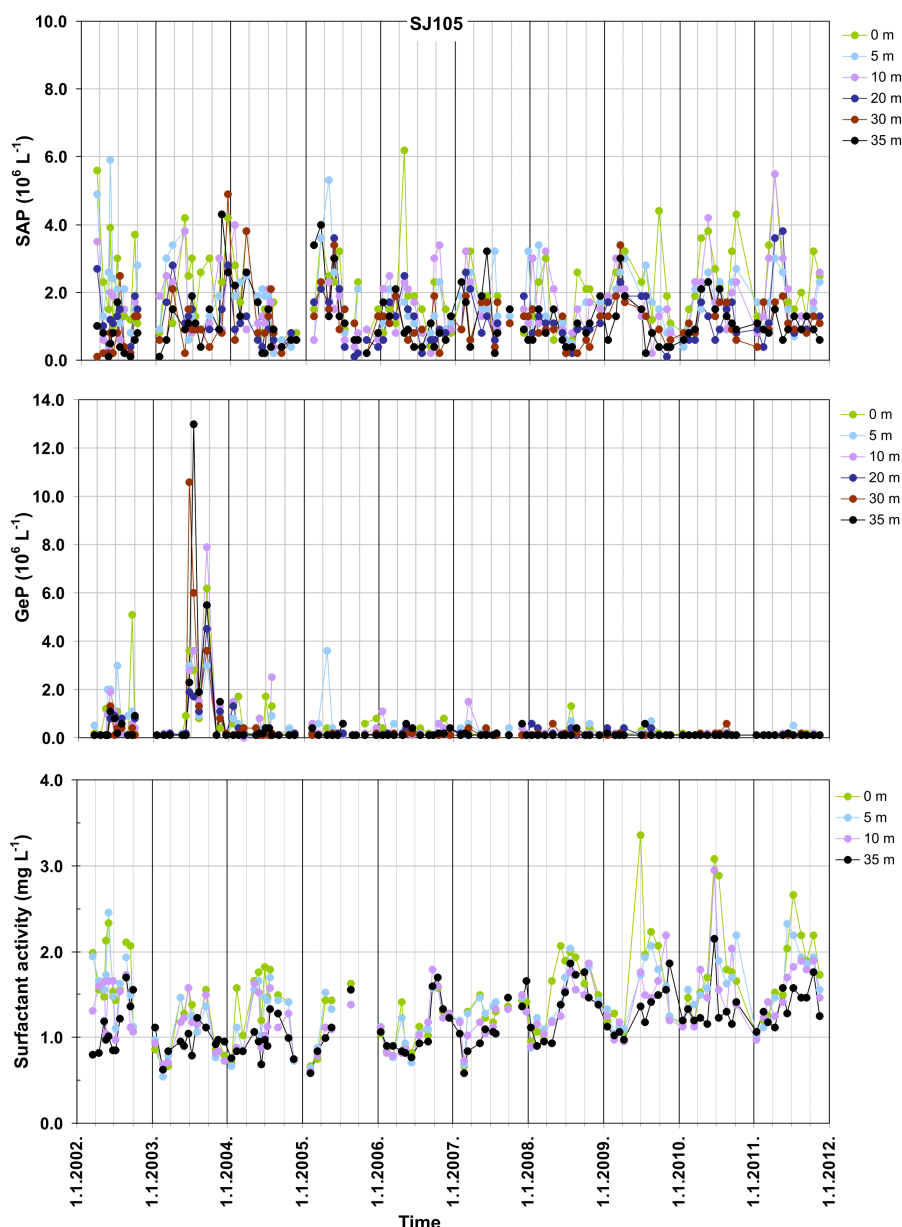 SJ105
10.0
8.0
6.0
4.0
2.0
0.0
SAP (10⁶ L⁻¹)
0 m
5 m
10 m
20 m
30 m
35 m
14.0
12.0
10.0
8.0
6.0
4.0
2.0
0.0
GeP (10⁶ L⁻¹)
0 m
5 m
10 m
20 m
30 m
35 m
4.0
3.0
2.0
1.0
0.0
Surfactant activity (mg L⁻¹)
0 m
5 m
10 m
35 m
1.1.2002.
1.1.2003.
1.1.2004.
1.1.2005.
1.1.2006.
1.1.2007.
1.1.2008.
1.1.2009.
1.1.2010.
1.1.2011.
1.1.2012.
Time